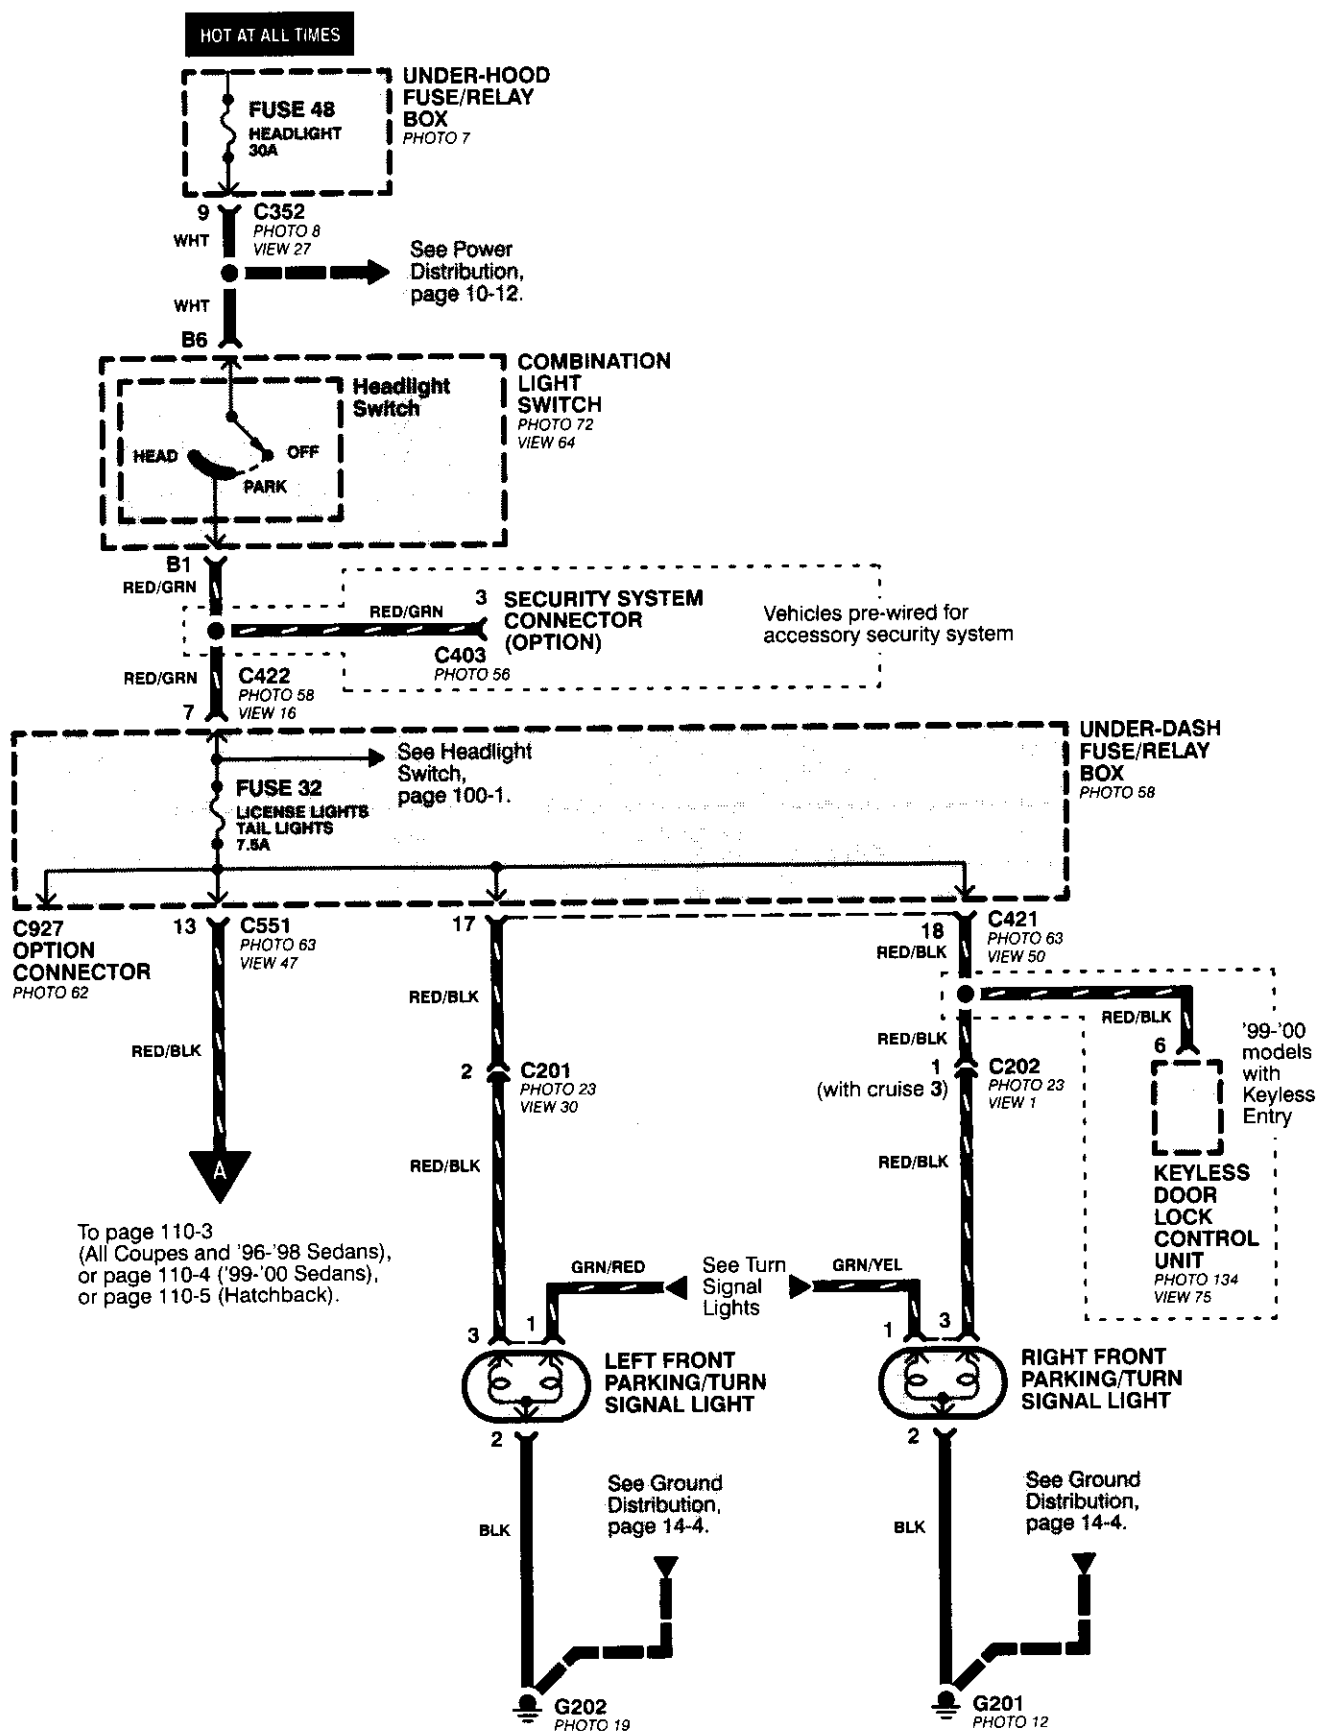 HOT AT ALL TIMES
UNDER-HOOD
FUSE/RELAY
BOX
PHOTO 7
FUSE 48
HEADLIGHT
30A
9
C352
PHOTO 8
VIEW 27
WHT
See Power
Distribution,
page 10-12.
WHT
B6
COMBINATION
LIGHT
SWITCH
PHOTO 72
VIEW 64
Headlight
Switch
HEAD
OFF
PARK
B1
RED/GRN
RED/GRN
3
SECURITY SYSTEM
CONNECTOR
(OPTION)
C403
PHOTO 56
Vehicles pre-wired for
accessory security system
RED/GRN
C422
PHOTO 58
VIEW 16
7
UNDER-DASH
FUSE/RELAY
BOX
PHOTO 58
See Headlight
Switch,
page 100-1.
FUSE 32
LICENSE LIGHTS
TAIL LIGHTS
7.5A
C927
OPTION
CONNECTOR
PHOTO 62
13
C551
PHOTO 63
VIEW 47
17
18
C421
PHOTO 63
VIEW 50
RED/BLK
RED/BLK
RED/BLK
RED/BLK
RED/BLK
6
'99-'00
models
with
Keyless
Entry
2
C201
PHOTO 23
VIEW 30
1
(with cruise 3)
C202
PHOTO 23
VIEW 1
RED/BLK
RED/BLK
A
KEYLESS
DOOR
LOCK
CONTROL
UNIT
PHOTO 134
VIEW 75
To page 110-3
(All Coupes and '96-'98 Sedans),
or page 110-4 ('99-'00 Sedans),
or page 110-5 (Hatchback).
GRN/RED
See Turn
Signal
Lights
GRN/YEL
3
1
1
3
LEFT FRONT
PARKING/TURN
SIGNAL LIGHT
RIGHT FRONT
PARKING/TURN
SIGNAL LIGHT
2
2
See Ground
Distribution,
page 14-4.
See Ground
Distribution,
page 14-4.
BLK
BLK
G202
PHOTO 19
G201
PHOTO 12